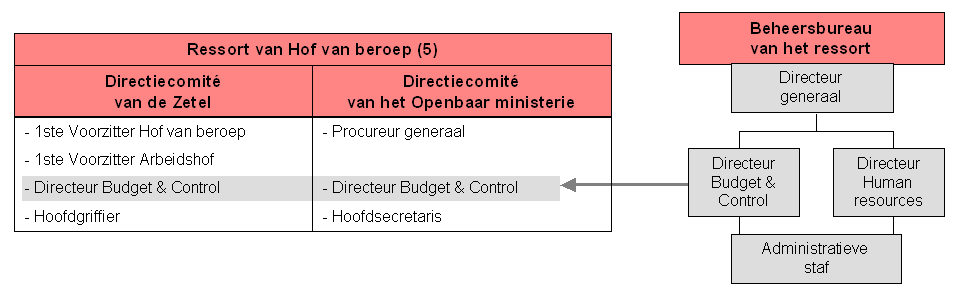 Ressort van Hof van beroep (5)
Directiecomité
van de Zetel
Directiecomité
van het Openbaar ministerie
- 1ste Voorzitter Hof van beroep
- Procureur generaal
- 1ste Voorzitter Arbeidshof
- Directeur Budget & Control
- Directeur Budget & Control
- Hoofdgriffier
- Hoofdsecretaris
Beheersbureau
van het ressort
Directeur
generaal
Directeur
Budget &
Control
Directeur
Human
resources
Administratieve
staf